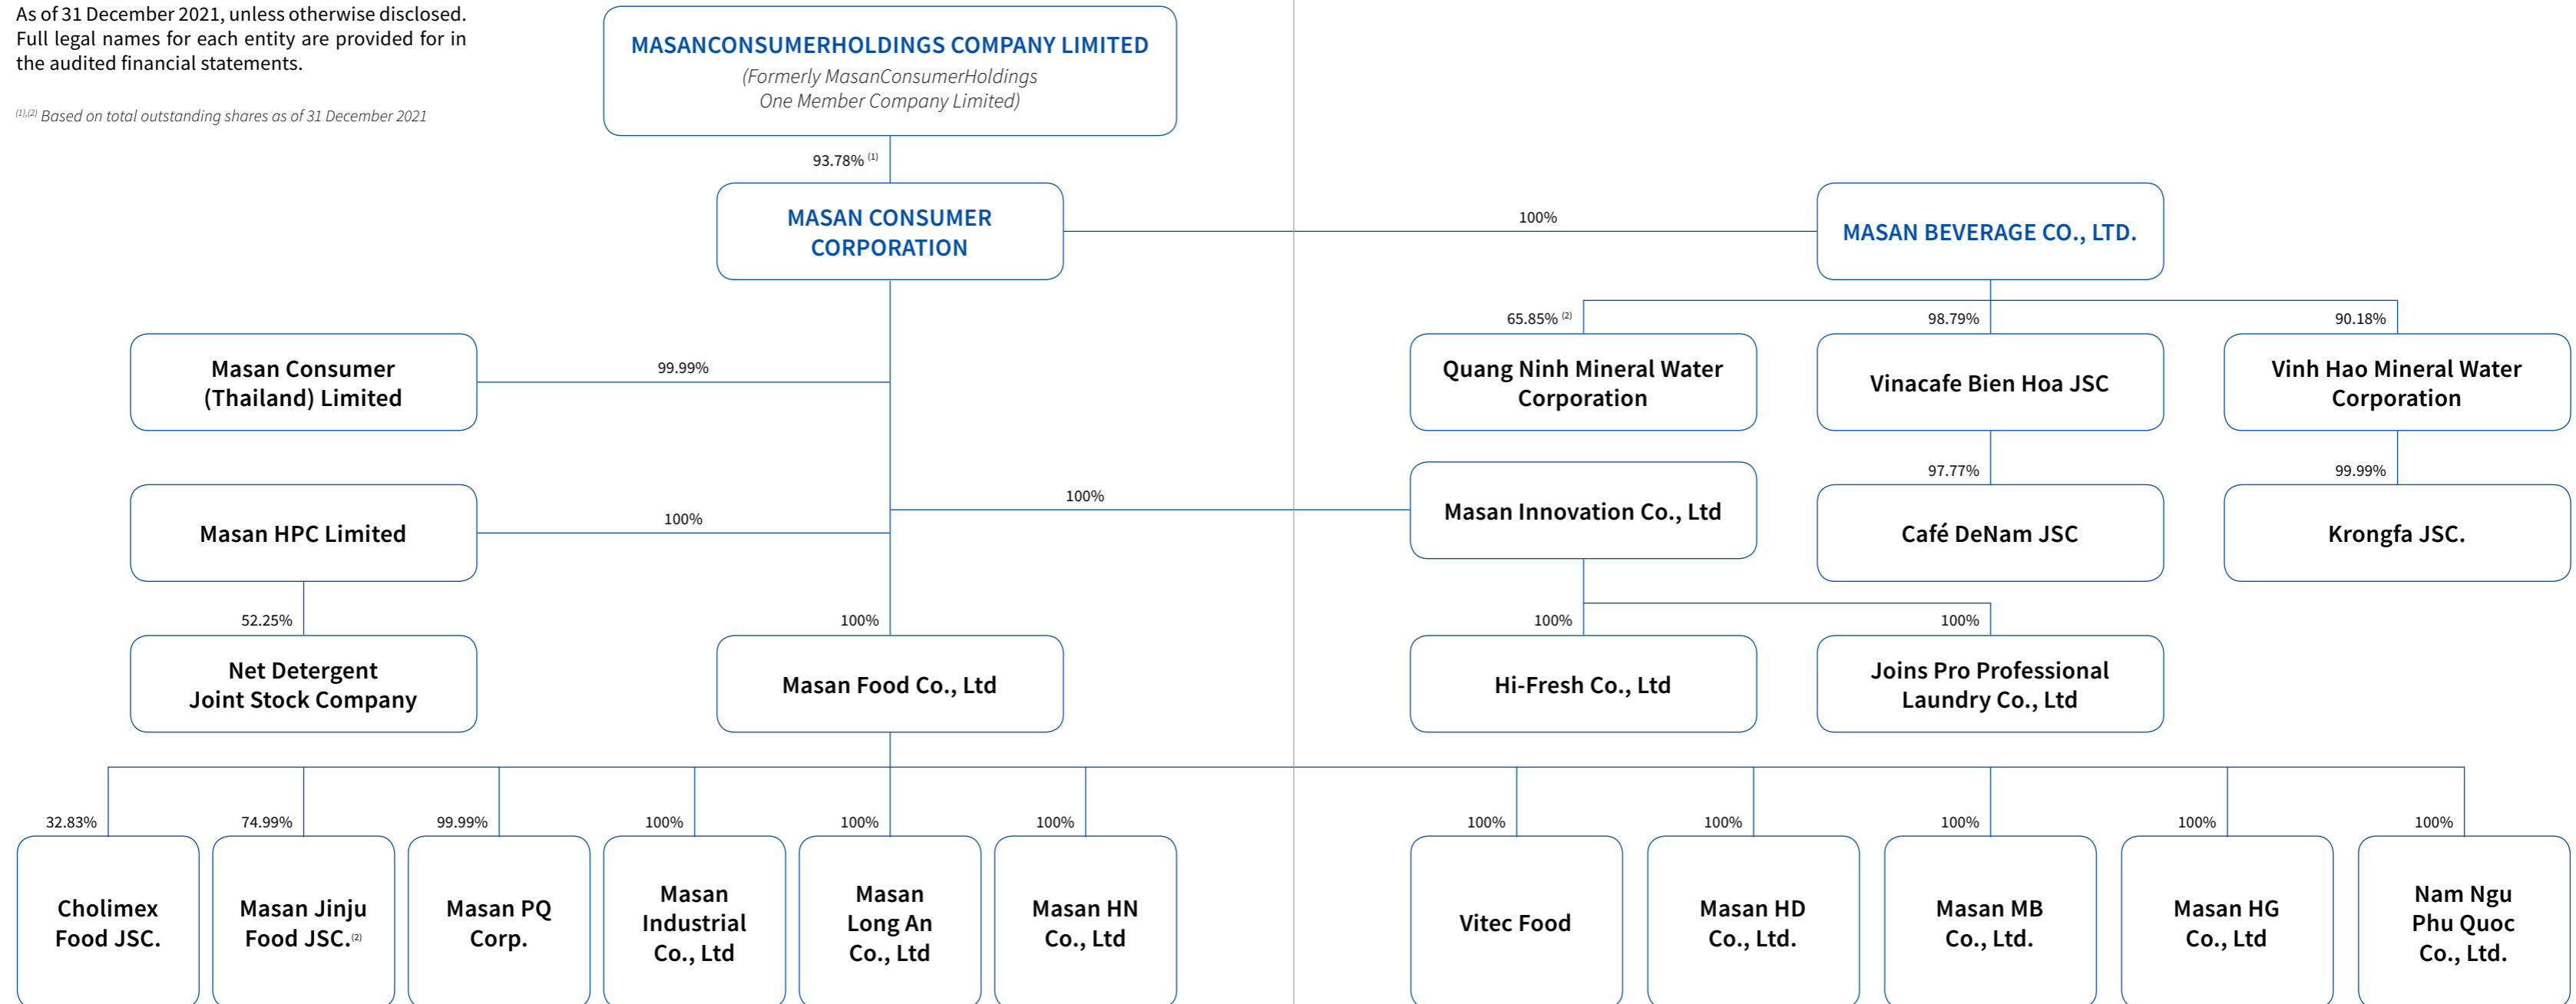 As of 31 December 2021, unless otherwise disclosed.
Full legal names for each entity are provided for in
the audited financial statements.
(1),(2) Based on total outstanding shares as of 31 December 2021
MASANCONSUMERHOLDINGS COMPANY LIMITED
(Formerly MasanConsumerHoldings
One Member Company Limited)
93.78% (1)
MASAN CONSUMER
CORPORATION
100%
MASAN BEVERAGE CO., LTD.
65.85% (2)
98.79%
90.18%
Masan Consumer
(Thailand) Limited
99.99%
Quang Ninh Mineral Water
Corporation
Vinacafe Bien Hoa JSC
Vinh Hao Mineral Water
Corporation
97.77%
99.99%
Masan HPC Limited
100%
100%
Masan Innovation Co., Ltd
Café DeNam JSC
Krongfa JSC.
52.25%
100%
100%
100%
Net Detergent
Joint Stock Company
Masan Food Co., Ltd
Hi-Fresh Co., Ltd
Joins Pro Professional
Laundry Co., Ltd
32.83%
74.99%
99.99%
100%
100%
100%
100%
100%
100%
100%
100%
Cholimex
Food JSC.
Masan Jinju
Food JSC.(2)
Masan PQ
Corp.
Masan
Industrial
Co., Ltd
Masan
Long An
Co., Ltd
Masan HN
Co., Ltd
Vitec Food
Masan HD
Co., Ltd.
Masan MB
Co., Ltd.
Masan HG
Co., Ltd
Nam Ngu
Phu Quoc
Co., Ltd.